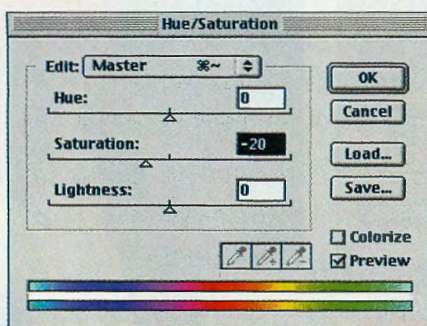 Hue/Saturation
Edit: Master ⌘~
Hue: 0
Saturation: -20
Lightness: 0
OK
Cancel
Load...
Save...
Colorize
Preview